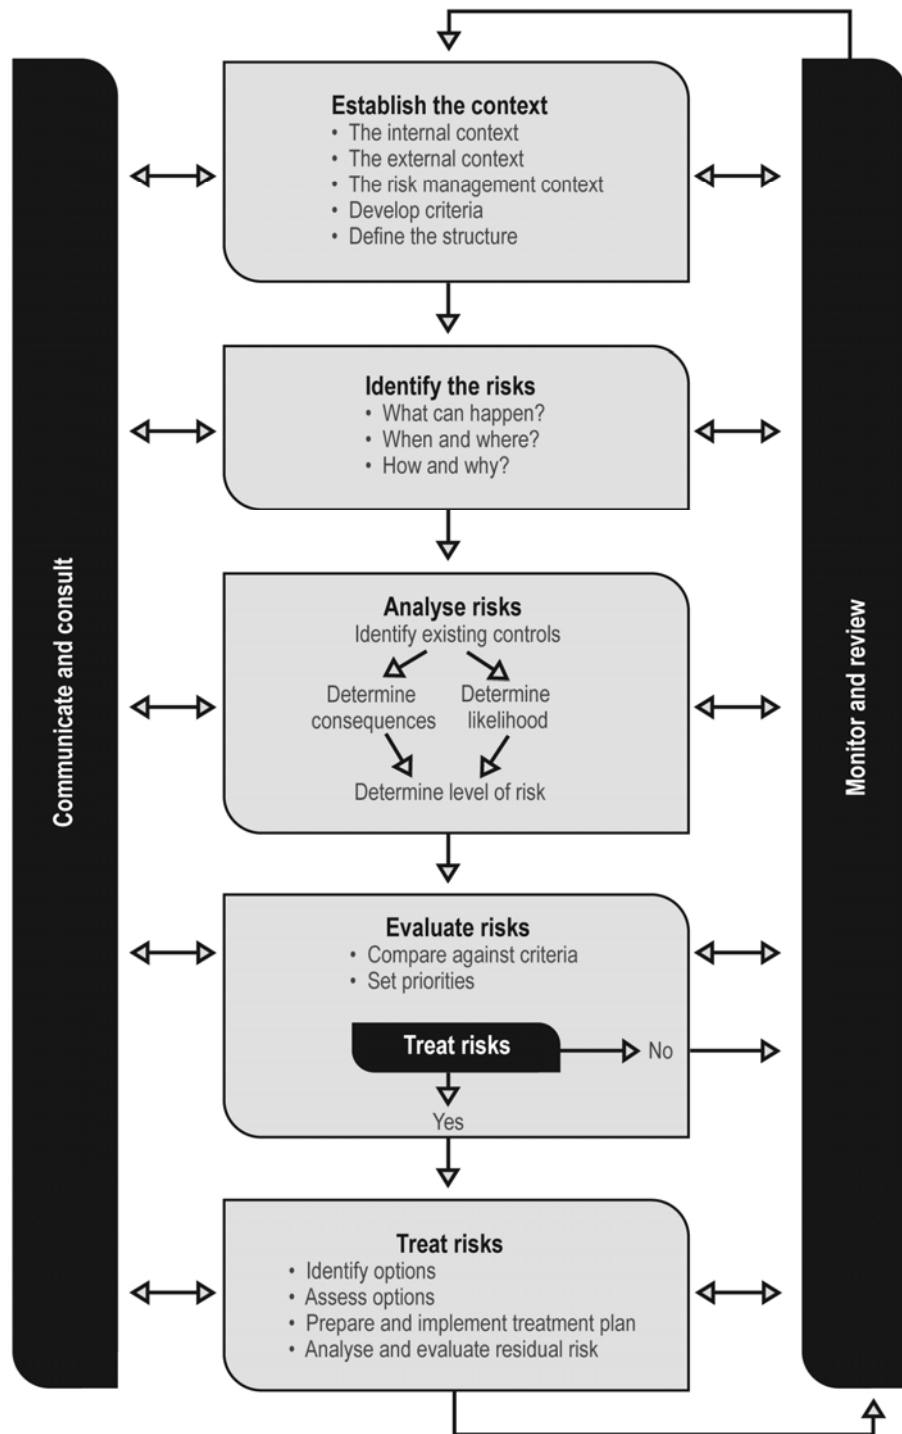 Establish the context
• The internal context
• The external context
• The risk management context
• Develop criteria
• Define the structure
Identify the risks
• What can happen?
• When and where?
• How and why?
Communicate and consult
Monitor and review
Analyse risks
Identify existing controls
Determine
consequences
Determine
likelihood
Determine level of risk
Evaluate risks
• Compare against criteria
• Set priorities
Treat risks
No
Yes
Treat risks
• Identify options
• Assess options
• Prepare and implement treatment plan
• Analyse and evaluate residual risk